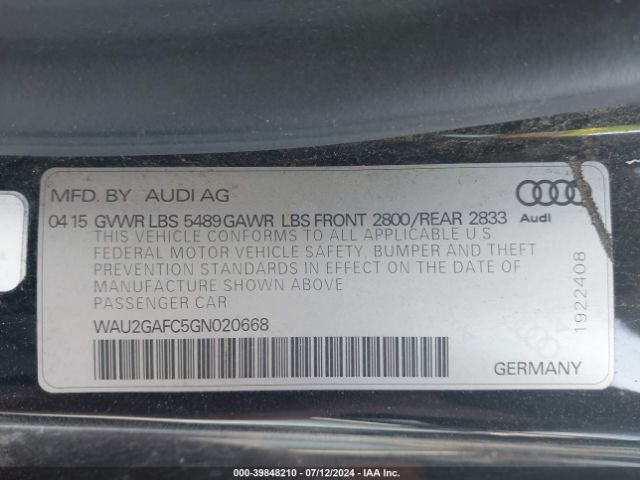 MFD. BY AUDI AG
04 15 GVWR LBS 5489 GAWR LBS FRONT 2800/REAR 2833
Audi
THIS VEHICLE CONFORMS TO ALL APPLICABLE U S
FEDERAL MOTOR VEHICLE SAFETY, BUMPER AND THEFT
PREVENTION STANDARDS IN EFFECT ON THE DATE OF
MANUFACTURE SHOWN ABOVE
PASSENGER CAR
WAU2GAFC5GN020668
1922408
GERMANY
000-39848210 - 07/12/2024 - IAA Inc.